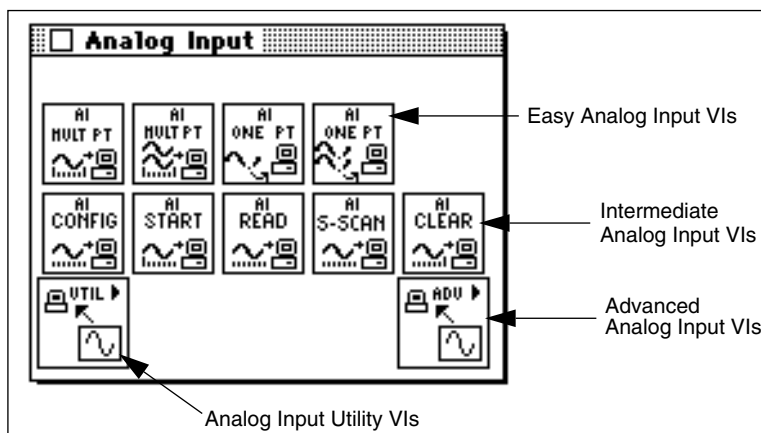 Analog Input
AI MULT PT
AI MULT PT
AI ONE PT
AI ONE PT
Easy Analog Input VIs
AI CONFIG
AI START
AI READ
AI S-SCAN
AI CLEAR
Intermediate
Analog Input VIs
UTIL
ADV
Advanced
Analog Input VIs
Analog Input Utility VIs